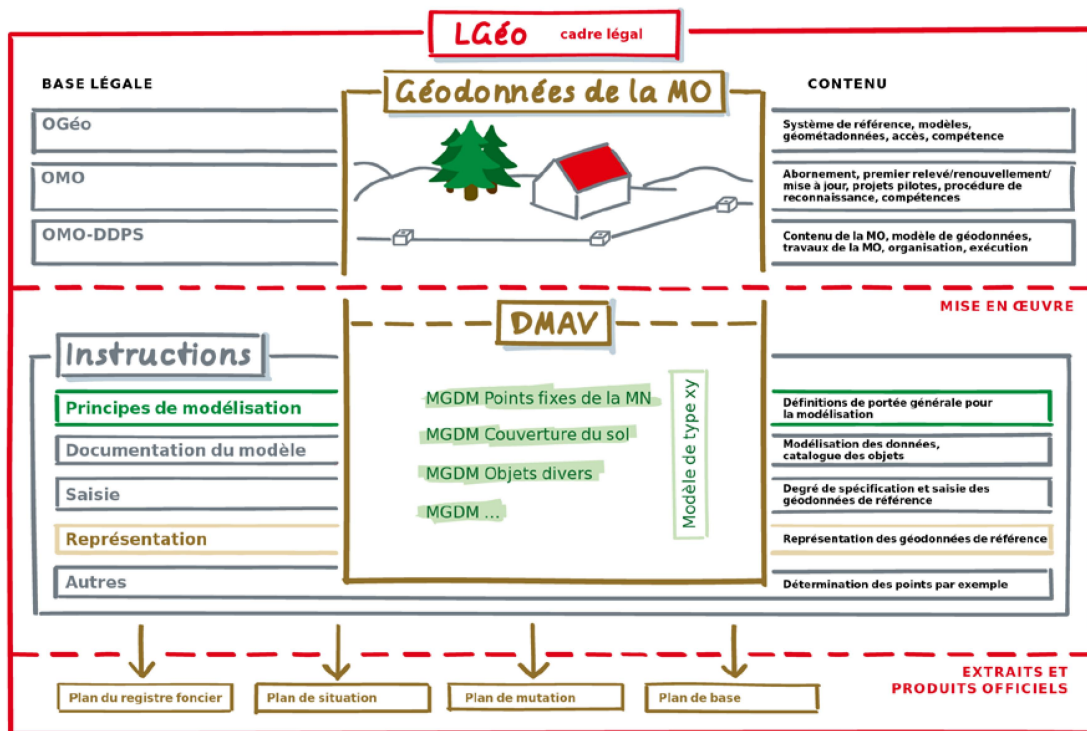 LGéo cadre légal
BASE LÉGALE
Géodonnées de la MO
CONTENU
OGéo
Système de référence, modèles,
géométadonnées, accès, compétence
OMO
Abornement, premier relevé/renouvellement/
mise à jour, projets pilotes, procédure de
reconnaissance, compétences
OMO-DDPS
Contenu de la MO, modèle de géodonnées,
travaux de la MO, organisation, exécution
MISE EN ŒUVRE
DMAV
Instructions
Principes de modélisation
Définitions de portée générale pour
la modélisation
Documentation du modèle
Modélisation des données,
catalogue des objets
Saisie
Degré de spécification et saisie des
géodonnées de référence
Représentation
Représentation des géodonnées de référence
Autres
Détermination des points par exemple
MGDM Points fixes de la MN
MGDM Couverture du sol
MGDM Objets divers
MGDM ...
Modèle de type xy
EXTRAITS ET
PRODUITS OFFICIELS
Plan du registre foncier
Plan de situation
Plan de mutation
Plan de base